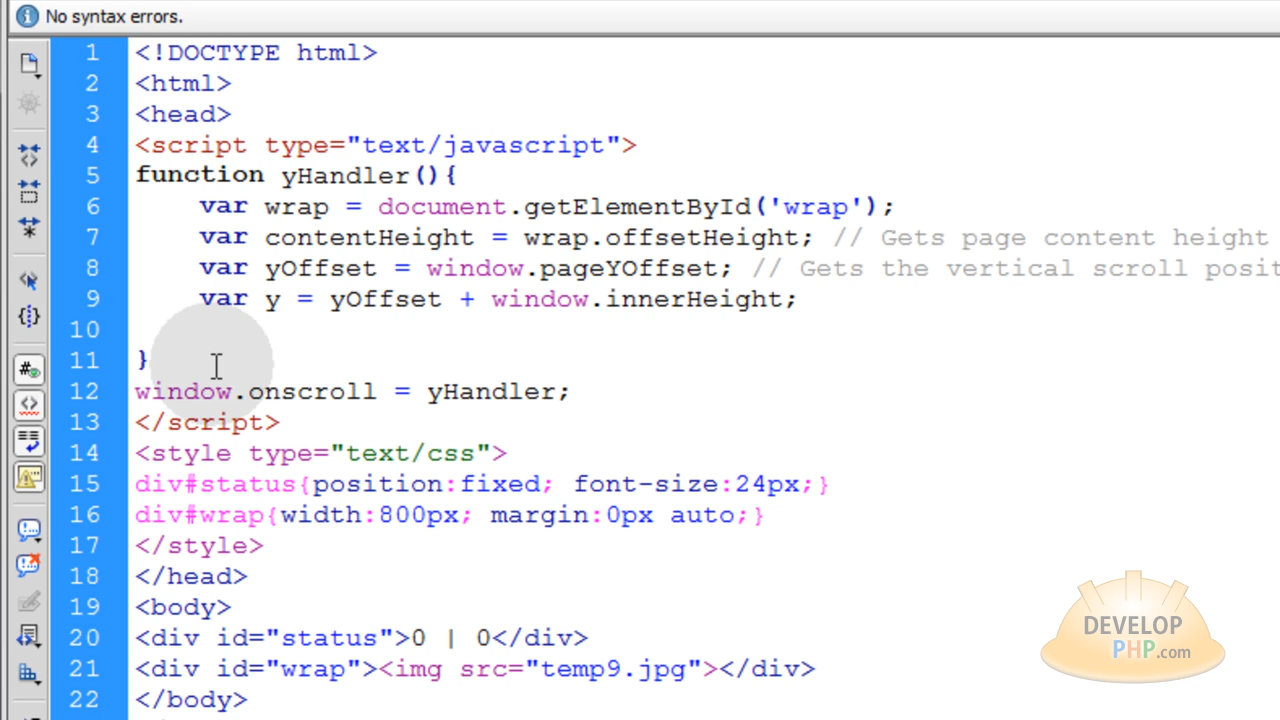 No syntax errors.
1 <!DOCTYPE html>
2 <html>
3 <head>
4 <script type="text/javascript">
5 function yHandler(){
6 var wrap = document.getElementById('wrap');
7 var contentHeight = wrap.offsetHeight; // Gets page content height
8 var yOffset = window.pageYOffset; // Gets the vertical scroll posit
9 var y = yOffset + window.innerHeight;
10
11 }
12 window.onscroll = yHandler;
13 </script>
14 <style type="text/css">
15 div#status{position:fixed; font-size:24px;}
16 div#wrap{width:800px; margin:0px auto;}
17 </style>
18 </head>
19 <body>
20 <div id="status">0 | 0</div>
21 <div id="wrap"><img src="temp9.jpg"></div>
22 </body>
DEVELOP
PHP.com